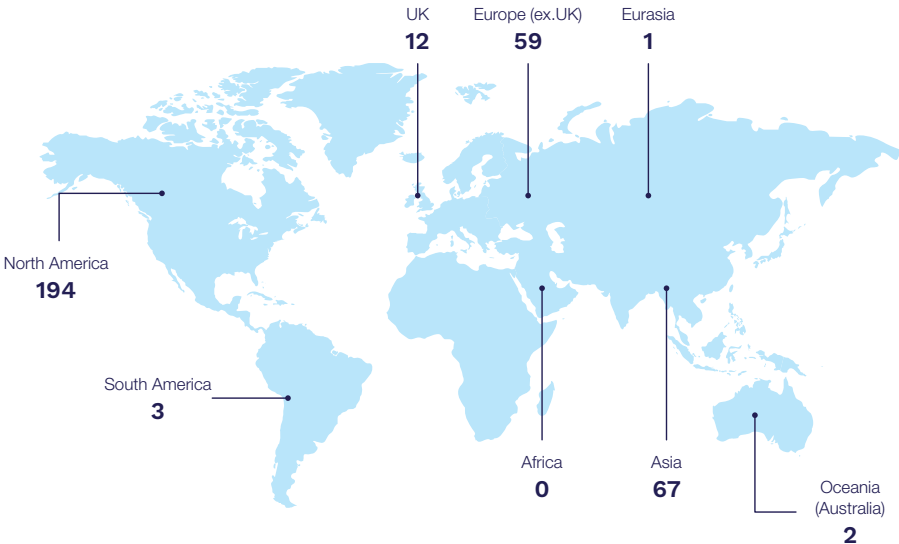 UK
12
Europe (ex.UK)
59
Eurasia
1
North America
194
South America
3
Africa
0
Asia
67
Oceania
(Australia)
2